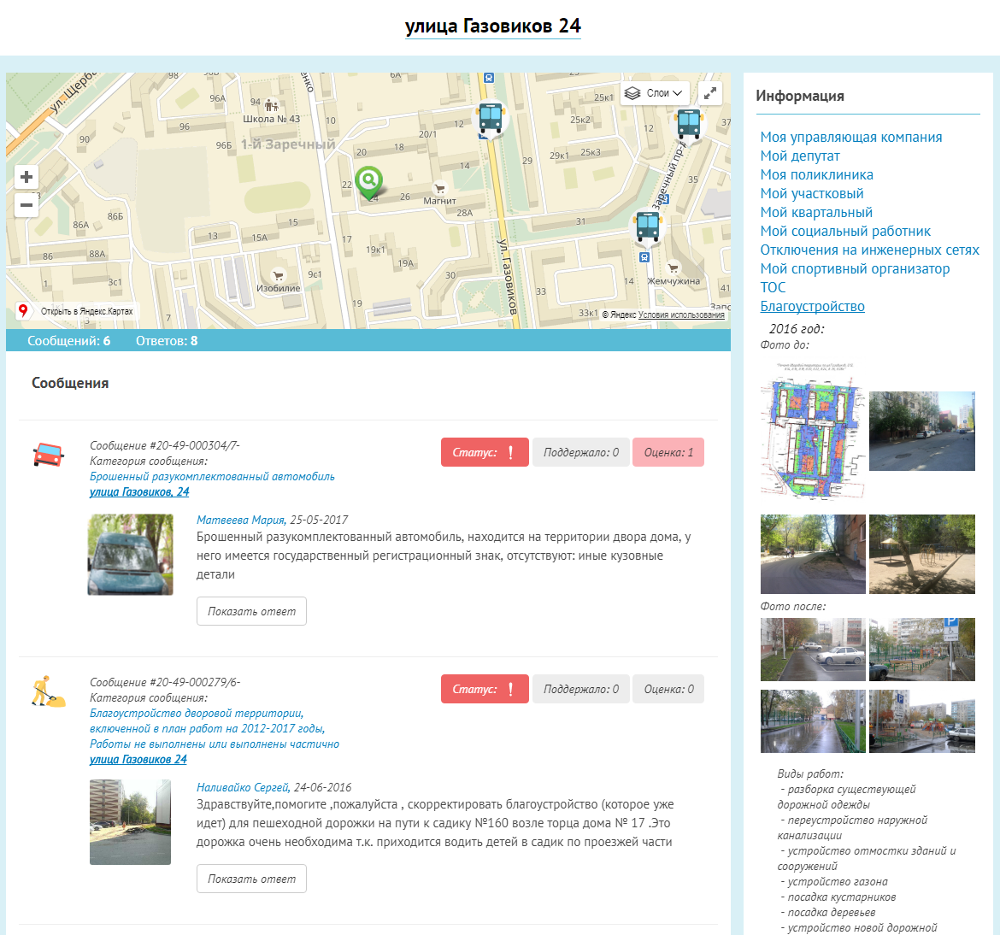 улица Газовиков 24
ул. Щерба
98
98Б
96А
94
96
96Б
90
Школа № 43
1-й Заречный
енко
6А
20/1
12
18
20
22
24
26
14
Магнит
28А
25к1
Слои
12
37
29
29к1
25к3
35
Заречный пр-д
31
86Б
86А
88А
86
3с1
13
15
15А
17
Изобилие
9с1
19
19к1
21
30
ул. Газовиков
33
33к1
14
10
Жемчужина
Открыть в Яндекс.Картах
© Яндекс Условия использования
Сообщений: 6 Ответов: 8
Сообщения
Сообщение #20-49-000304/7-
Категория сообщения:
Брошенный разукомплектованный автомобиль
улица Газовиков, 24
Статус: ! Поддержало: 0 Оценка: 1
Матвеева Мария, 25-05-2017
Брошенный разукомплектованный автомобиль, находится на территории двора дома, у
него имеется государственный регистрационный знак, отсутствуют: иные кузовные
детали
Показать ответ
Сообщение #20-49-000279/6-
Категория сообщения:
Благоустройство дворовой территории,
включенной в план работ на 2012-2017 годы,
Работы не выполнены или выполнены частично
улица Газовиков 24
Статус: ! Поддержало: 0 Оценка: 0
Наливайко Сергей, 24-06-2016
Здравствуйте,помогите ,пожалуйста , скорректировать благоустройство (которое уже
идет) для пешеходной дорожки на пути к садику №160 возле торца дома № 17 .Это
дорожка очень необходима т.к. приходится водить детей в садик по проезжей части
Показать ответ
Информация
Моя управляющая компания
Мой депутат
Моя поликлиника
Мой участковый
Мой квартальный
Мой социальный работник
Отключения на инженерных сетях
Мой спортивный организатор
ТОС
Благоустройство
2016 год:
Фото до:
Фото после:
Виды работ:
- разборка существующей
дорожной одежды
- переустройство наружной
канализации
- устройство отмостки зданий и
сооружений
- устройство газона
- посадка кустарников
- посадка деревьев
- устройство новой дорожной